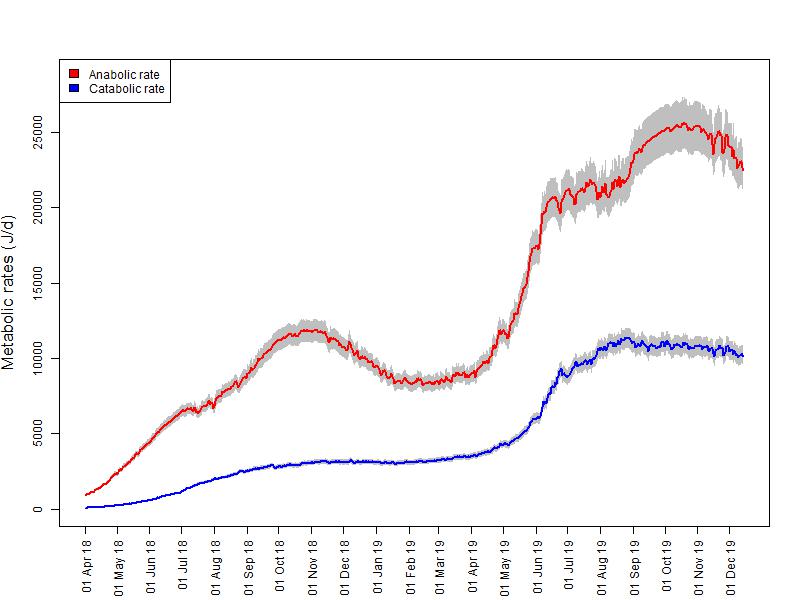 Anabolic rate
Catabolic rate
Metabolic rates (J/d)
25000
20000
15000
10000
5000
0
01 Apr 18
01 May 18
01 Jun 18
01 Jul 18
01 Aug 18
01 Sep 18
01 Oct 18
01 Nov 18
01 Dec 18
01 Jan 19
01 Feb 19
01 Mar 19
01 Apr 19
01 May 19
01 Jun 19
01 Jul 19
01 Aug 19
01 Sep 19
01 Oct 19
01 Nov 19
01 Dec 19